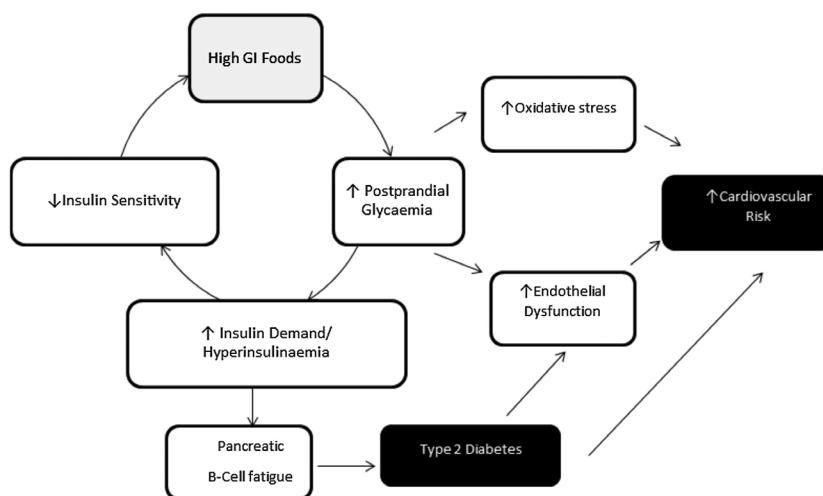 High GI Foods
↑Oxidative stress
↓Insulin Sensitivity
↑ Postprandial
Glycaemia
↑Cardiovascular
Risk
↑Endothelial
Dysfunction
↑ Insulin Demand/
Hyperinsulinaemia
Pancreatic
B-Cell fatigue
Type 2 Diabetes